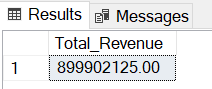 Results Messages
Total_Revenue
1 899902125.00